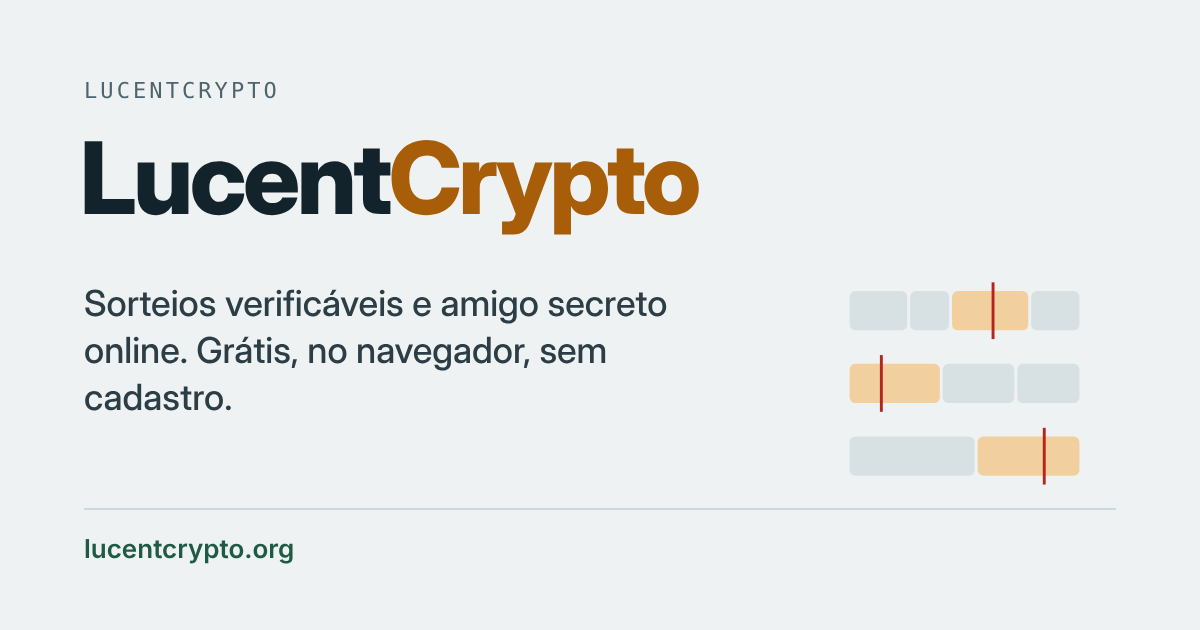 LUCENTCRYPTO
LucentCrypto
Sorteios verificáveis e amigo secreto
online. Grátis, no navegador, sem
cadastro.
lucentcrypto.org